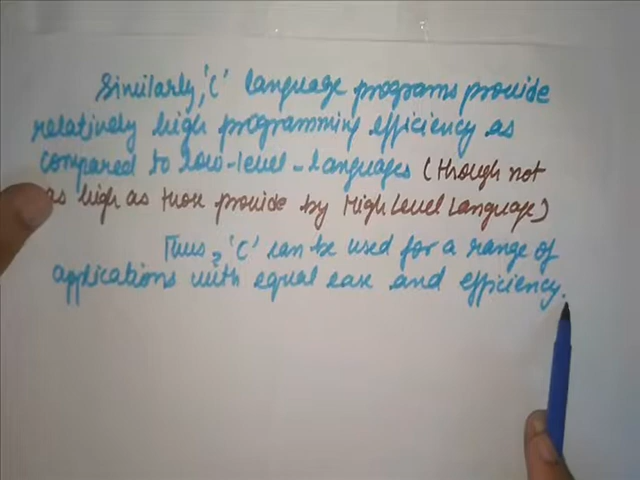 Similarly, 'C' language programs provide
relatively high programming efficiency as
compared to low-level-languages (though not
as high as those provide by High Level Language)
Thus, 'C' can be used for a range of
applications with equal ease and efficiency.